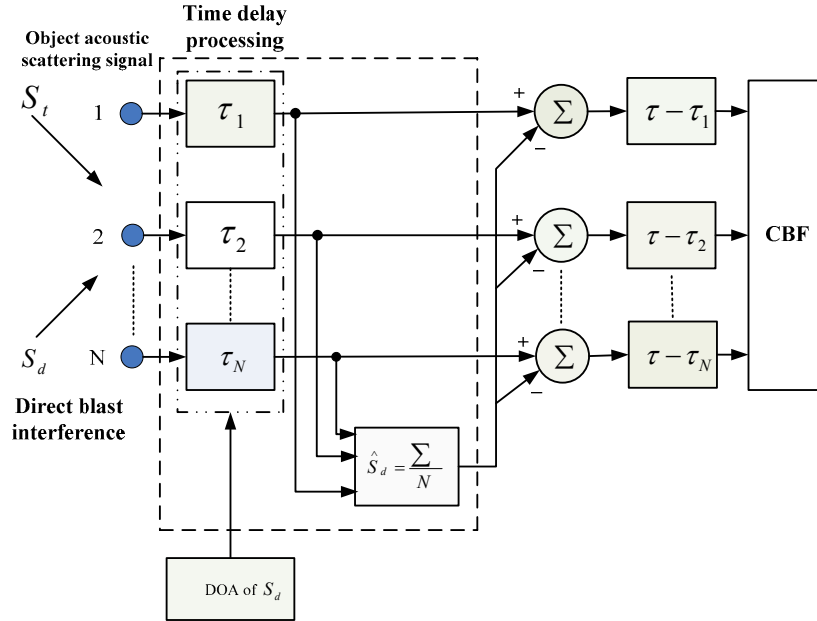 Time delay
processing
Object acoustic
scattering signal
S_t
1
τ_1
+
−
Σ
τ − τ_1
2
τ_2
+
−
Σ
τ − τ_2
CBF
S_d
N
τ_N
+
−
Σ
τ − τ_N
Direct blast
interference
Ŝ_d = Σ / N
DOA of S_d